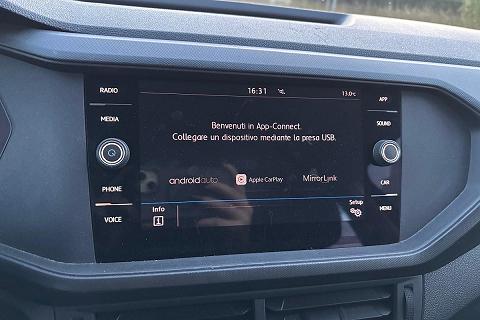 RADIO
MEDIA
PHONE
VOICE
16:31
13.0°C
Benvenuti in App-Connect.
Collegare un dispositivo mediante la presa USB.
androidauto
Apple CarPlay
MirrorLink
Info
Setup
APP
SOUND
CAR
MENU